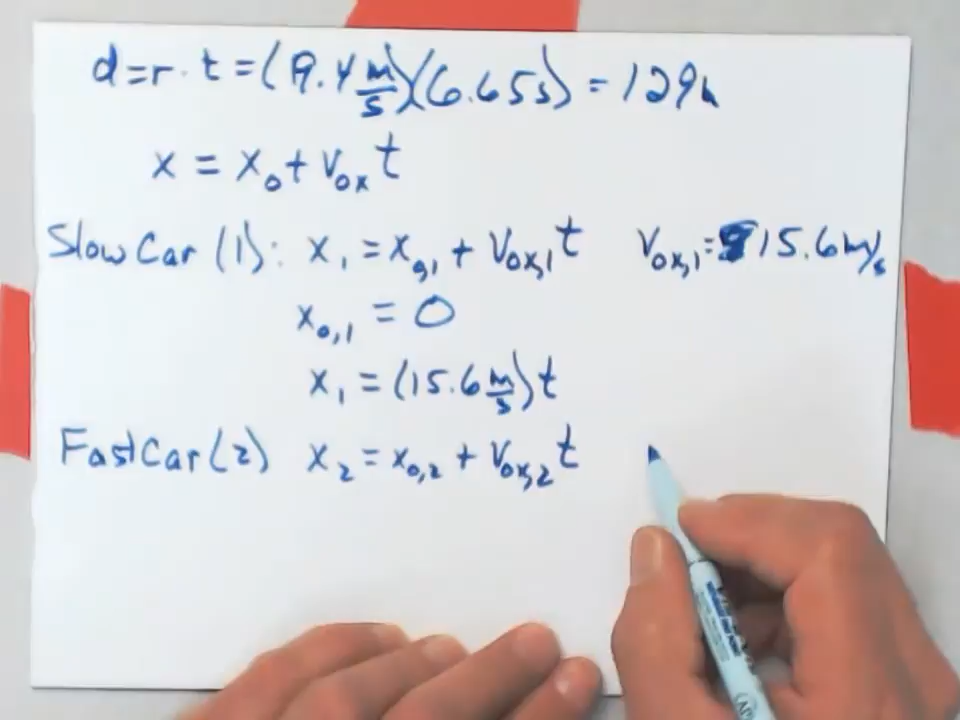 d = r · t = (19.4 m/s)(6.65 s) = 129 m
x = x₀ + v₀ₓ t
Slow Car (1): x₁ = x₀,₁ + v₀ₓ,₁ t v₀ₓ,₁ = 15.6 m/s
x₀,₁ = 0
x₁ = (15.6 m/s) t
Fast Car (2) x₂ = x₀,₂ + v₀ₓ,₂ t